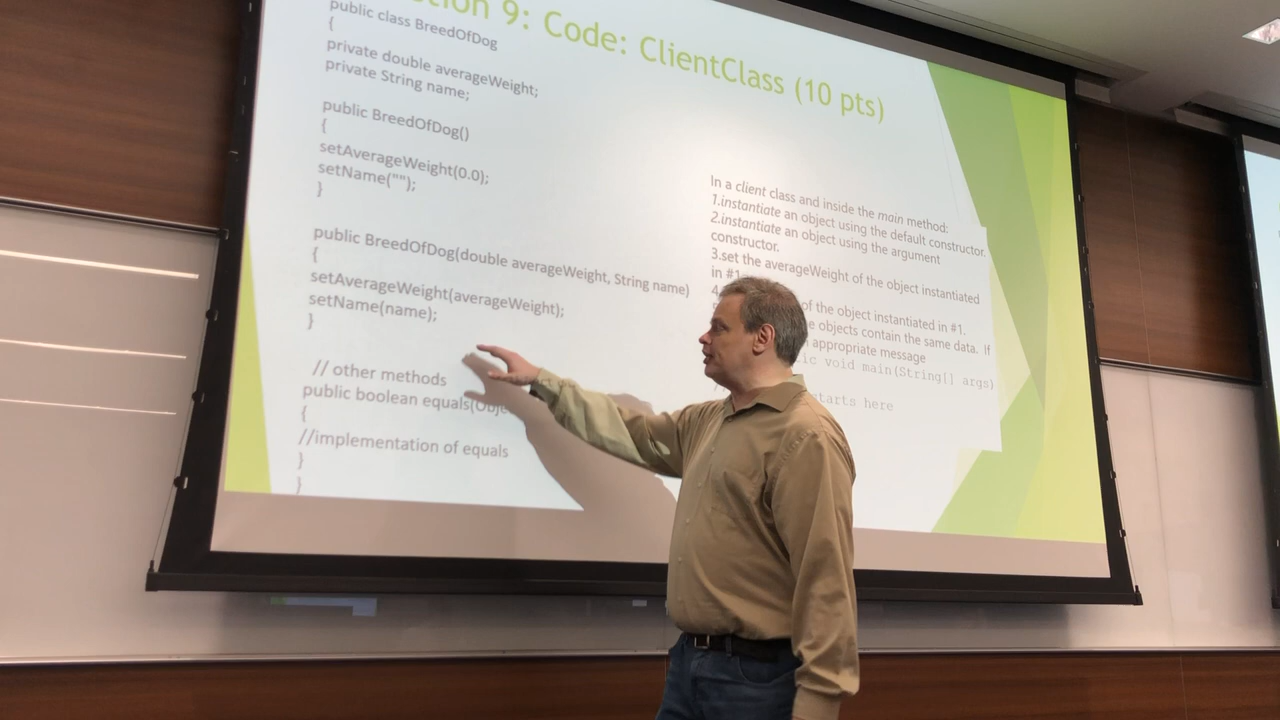 9: Code: ClientClass (10 pts)
public class BreedOfDog
{
private double averageWeight;
private String name;
public BreedOfDog()
{
setAverageWeight(0.0);
setName("");
}
public BreedOfDog(double averageWeight, String name)
{
setAverageWeight(averageWeight);
setName(name);
}
// other methods
public boolean equals(
{
//implementation of equals
}
}
In a client class and inside the main method:
1.instantiate an object using the default constructor.
2.instantiate an object using the argument
constructor.
3.set the averageWeight of the object instantiated
in #1
4 of the object instantiated in #1.
objects contain the same data. If
appropriate message
void main(String[] args)
starts here